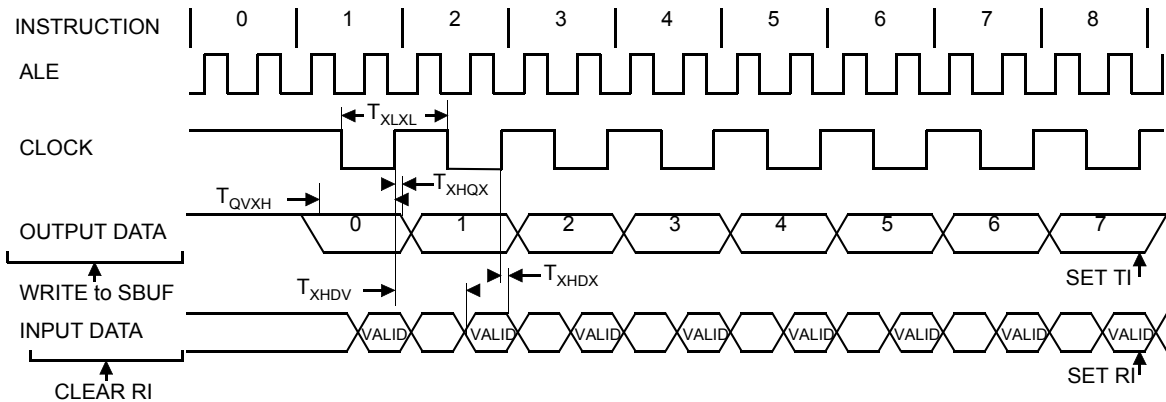 INSTRUCTION 0 1 2 3 4 5 6 7 8
ALE
T_XLXL
CLOCK
T_XHQX
T_QVXH
OUTPUT DATA 0 1 2 3 4 5 6 7
WRITE to SBUF
T_XHDV
T_XHDX
SET TI
INPUT DATA VALID VALID VALID VALID VALID VALID VALID VALID
CLEAR RI
SET RI